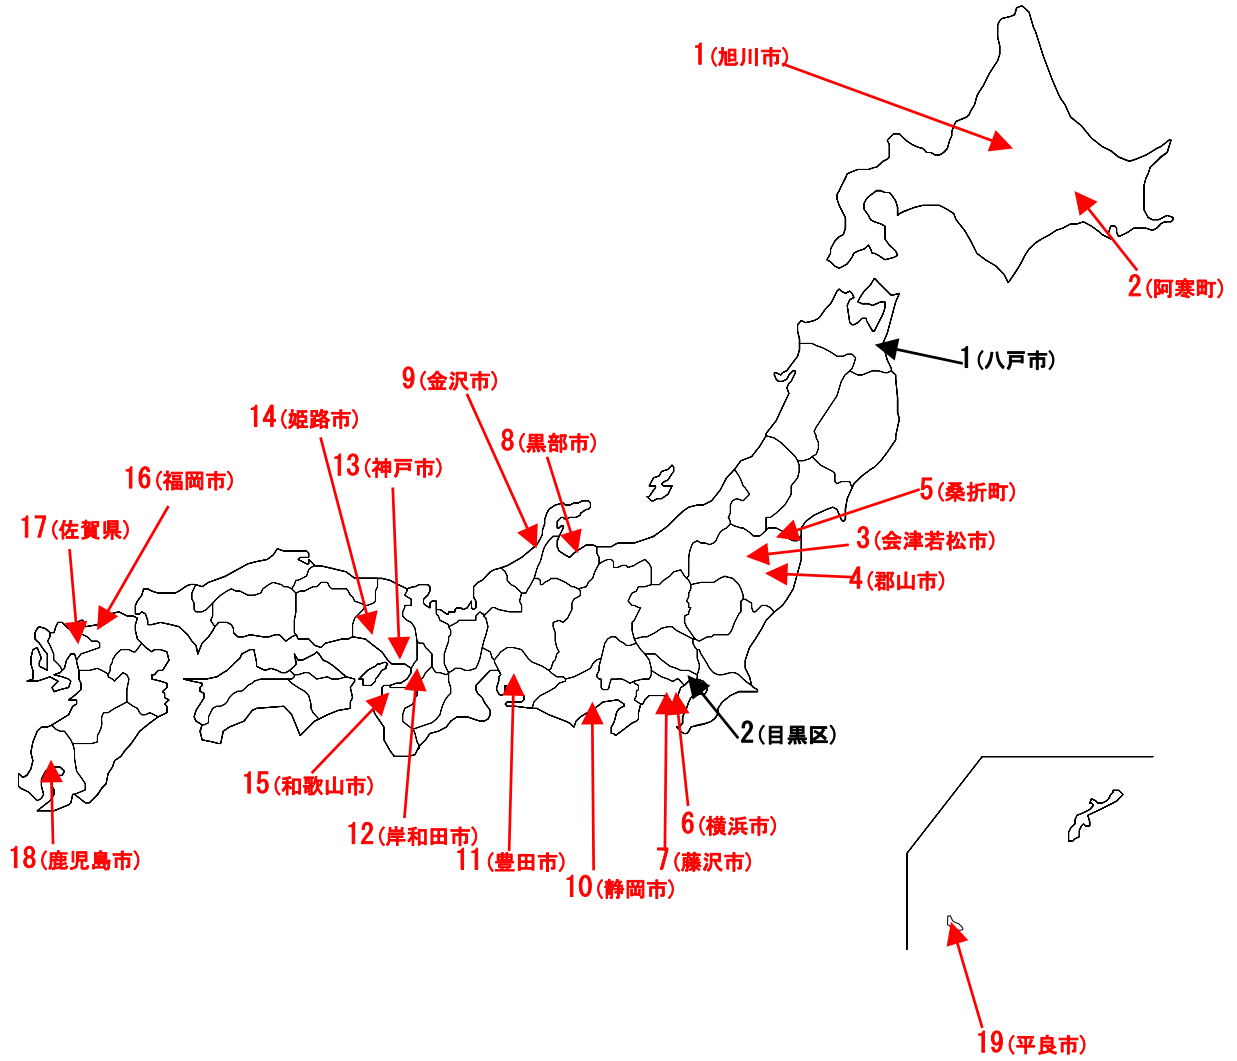 1(旭川市)
2(阿寒町)
1(八戸市)
9(金沢市)
14(姫路市)
8(黒部市)
13(神戸市)
16(福岡市)
5(桑折町)
17(佐賀県)
3(会津若松市)
4(郡山市)
2(目黒区)
15(和歌山市)
6(横浜市)
12(岸和田市)
18(鹿児島市)
11(豊田市)
7(藤沢市)
10(静岡市)
19(平良市)